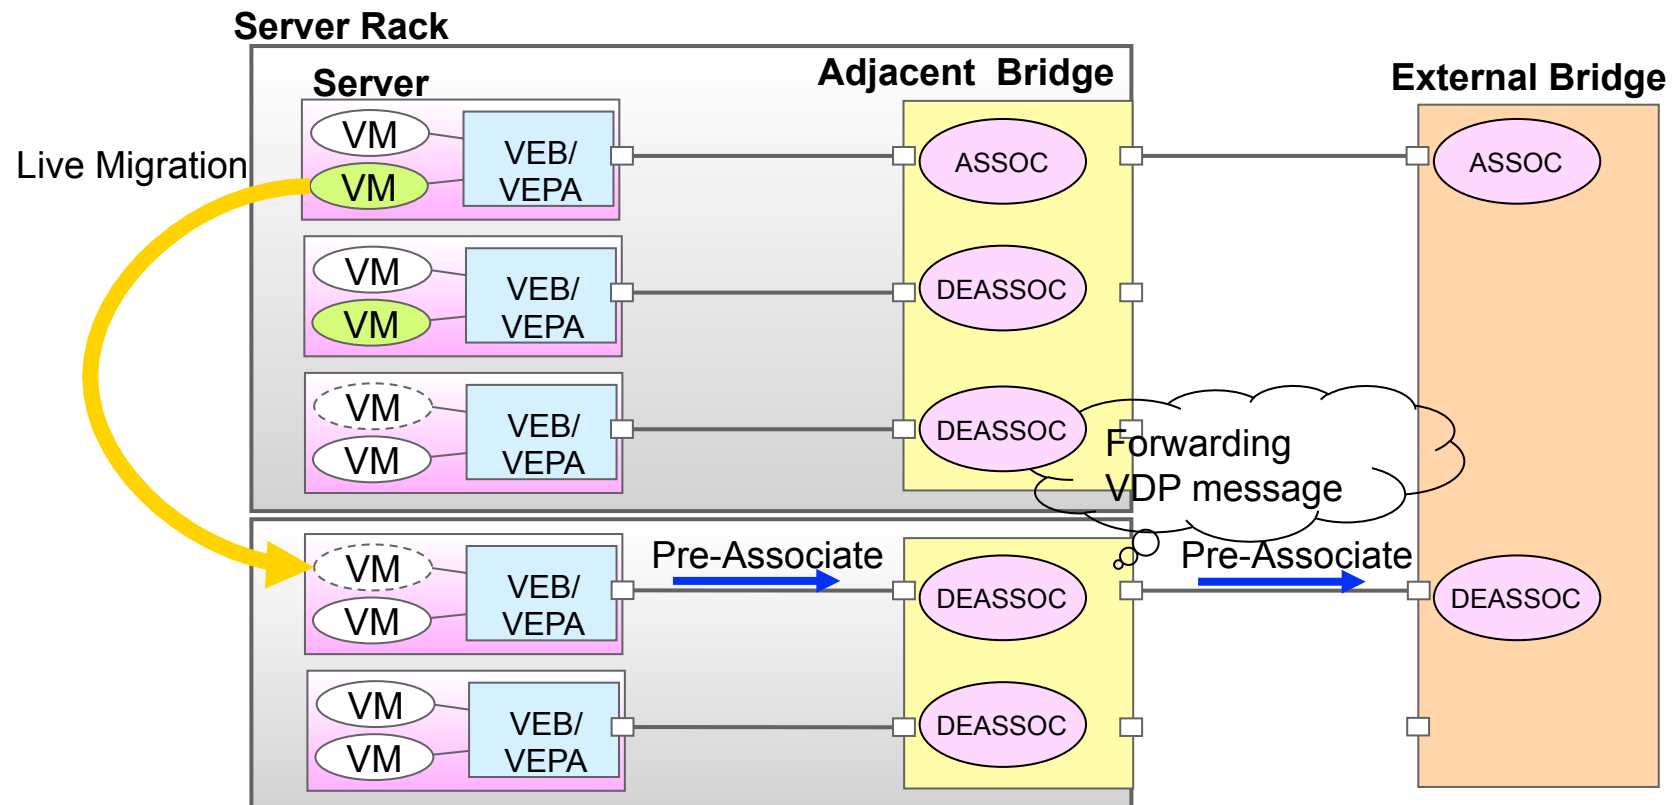 Server Rack
Server
Adjacent  Bridge
External Bridge
Live Migration
VM
VM
VEB/
VEPA
ASSOC
ASSOC
VM
VM
VEB/
VEPA
DEASSOC
VM
VM
VEB/
VEPA
DEASSOC
Forwarding
VDP message
VM
VM
VEB/
VEPA
Pre-Associate
DEASSOC
Pre-Associate
DEASSOC
VM
VM
VEB/
VEPA
DEASSOC